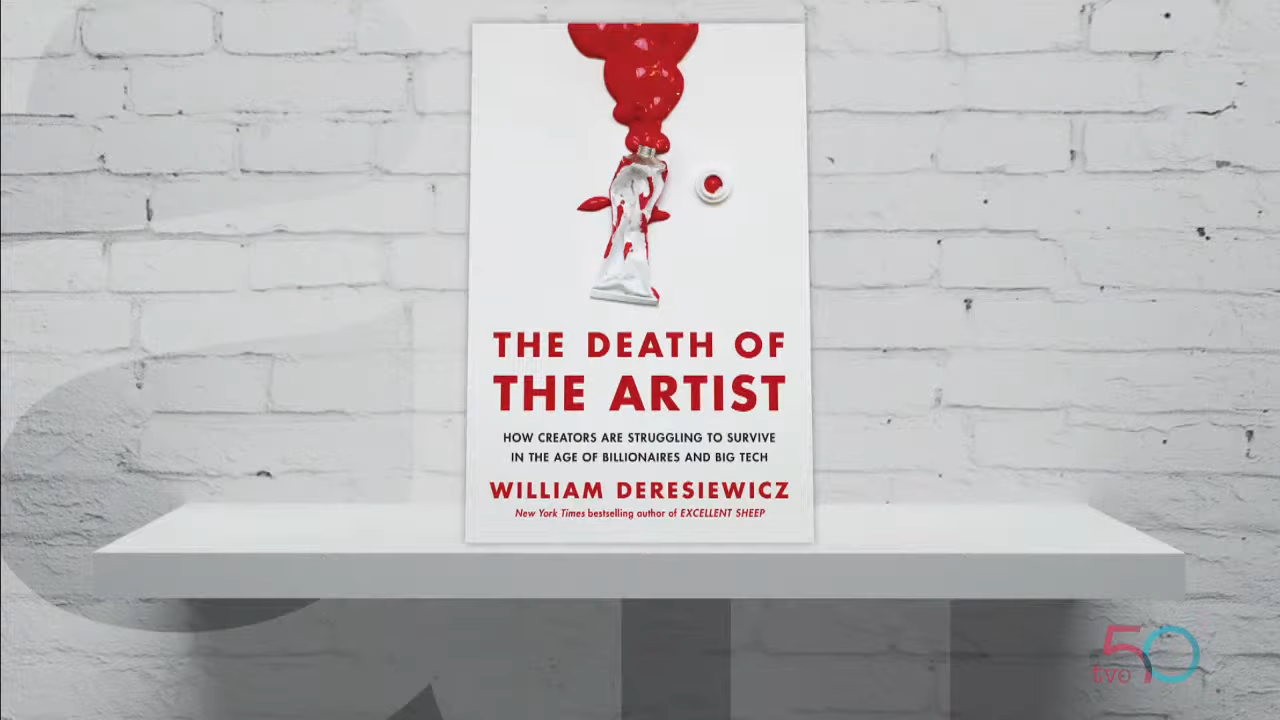 THE DEATH OF
THE ARTIST
HOW CREATORS ARE STRUGGLING TO SURVIVE
IN THE AGE OF BILLIONAIRES AND BIG TECH
WILLIAM DERESIEWICZ
New York Times bestselling author of EXCELLENT SHEEP
50
tvo